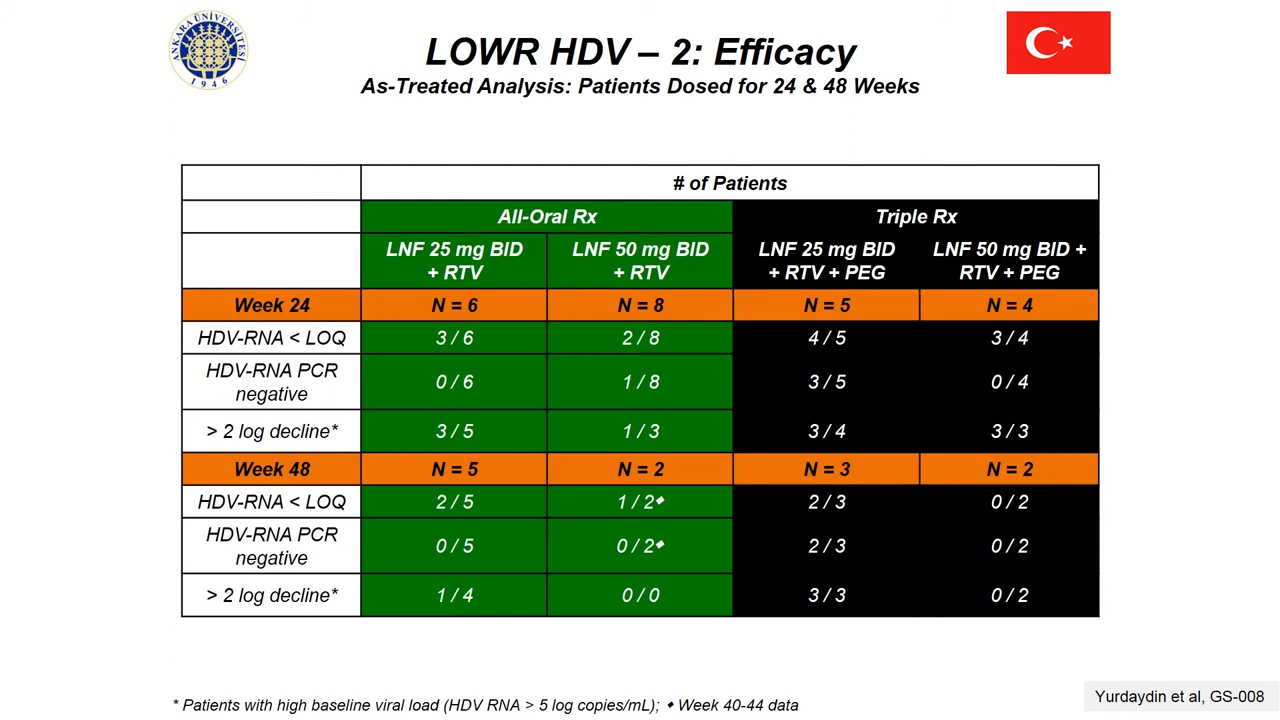 ANKARA ÜNİVERSİTESİ
1946
LOWR HDV – 2: Efficacy
As-Treated Analysis: Patients Dosed for 24 & 48 Weeks
# of Patients
All-Oral Rx Triple Rx
LNF 25 mg BID + RTV LNF 50 mg BID + RTV LNF 25 mg BID + RTV + PEG LNF 50 mg BID + RTV + PEG
Week 24 N = 6 N = 8 N = 5 N = 4
HDV-RNA < LOQ 3 / 6 2 / 8 4 / 5 3 / 4
HDV-RNA PCR negative 0 / 6 1 / 8 3 / 5 0 / 4
> 2 log decline* 3 / 5 1 / 3 3 / 4 3 / 3
Week 48 N = 5 N = 2 N = 3 N = 2
HDV-RNA < LOQ 2 / 5 1 / 2◆ 2 / 3 0 / 2
HDV-RNA PCR negative 0 / 5 0 / 2◆ 2 / 3 0 / 2
> 2 log decline* 1 / 4 0 / 0 3 / 3 0 / 2
* Patients with high baseline viral load (HDV RNA > 5 log copies/mL); ◆ Week 40-44 data
Yurdaydin et al, GS-008